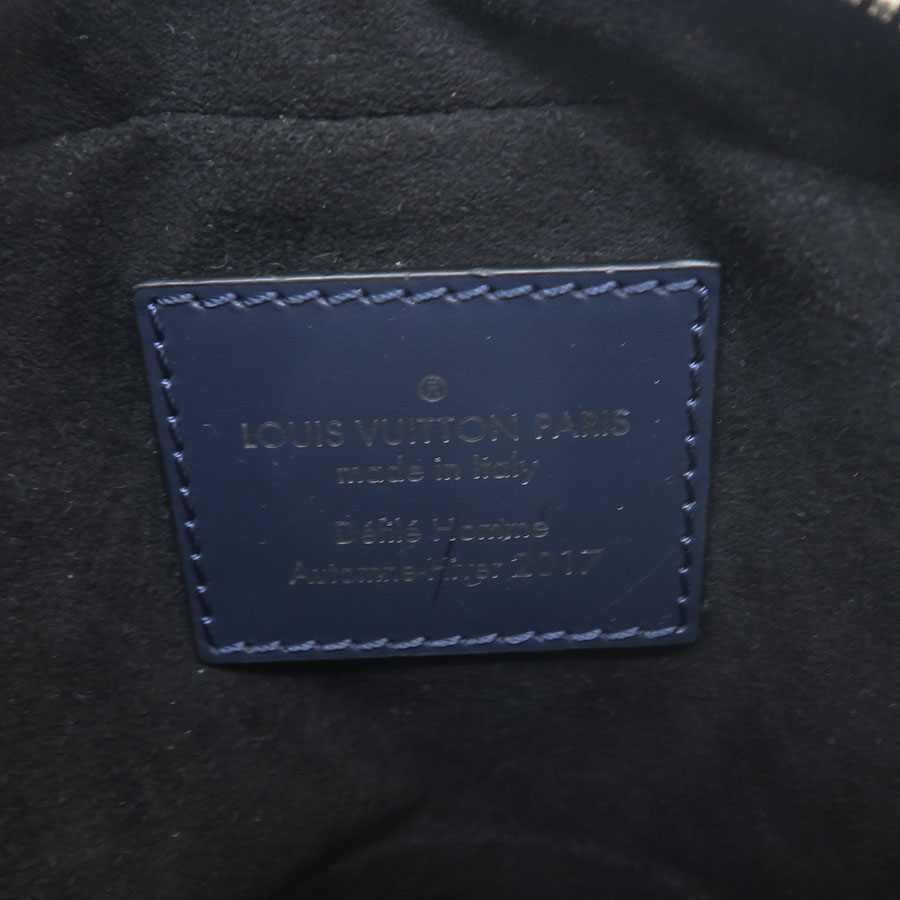 ®
LOUIS VUITTON PARIS
made in Italy
Défilé Homme
Automne-Hiver 2017